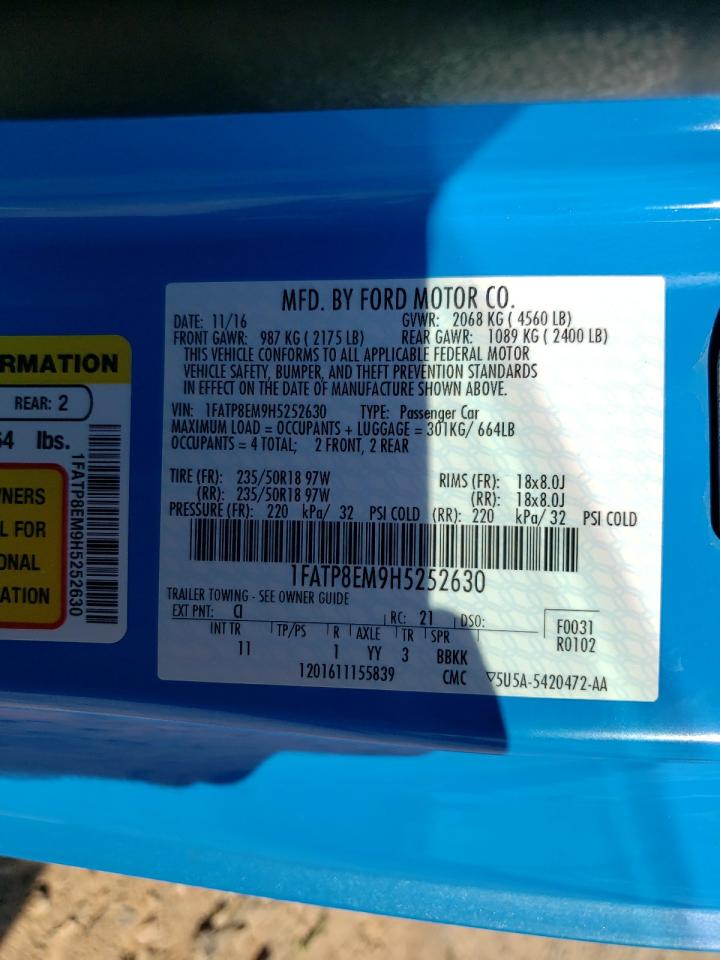 MFD. BY FORD MOTOR CO.
DATE: 11/16 GVWR: 2068 KG ( 4560 LB)
FRONT GAWR: 987 KG ( 2175 LB) REAR GAWR: 1089 KG ( 2400 LB)
THIS VEHICLE CONFORMS TO ALL APPLICABLE FEDERAL MOTOR
VEHICLE SAFETY, BUMPER, AND THEFT PREVENTION STANDARDS
IN EFFECT ON THE DATE OF MANUFACTURE SHOWN ABOVE.
VIN: 1FATP8EM9H5252630 TYPE: Passenger Car
MAXIMUM LOAD = OCCUPANTS + LUGGAGE = 301KG/ 664LB
OCCUPANTS = 4 TOTAL; 2 FRONT, 2 REAR
TIRE (FR): 235/50R18 97W RIMS (FR): 18x8.0J
(RR): 235/50R18 97W (RR): 18x8.0J
PRESSURE (FR): 220 kPa/ 32 PSI COLD (RR): 220 kPa/ 32 PSI COLD
1FATP8EM9H5252630
TRAILER TOWING - SEE OWNER GUIDE
EXT PNT: CI RC: 21 DSO: F0031
R0102
INT TR TP/PS R AXLE TR SPR
11 1 YY 3 BBKK
1201611155839 CMC ▽5U5A-5420472-AA
RMATION
REAR: 2
64 lbs.
1FATP8EM9H5252630
WNERS
L FOR
ONAL
ATION